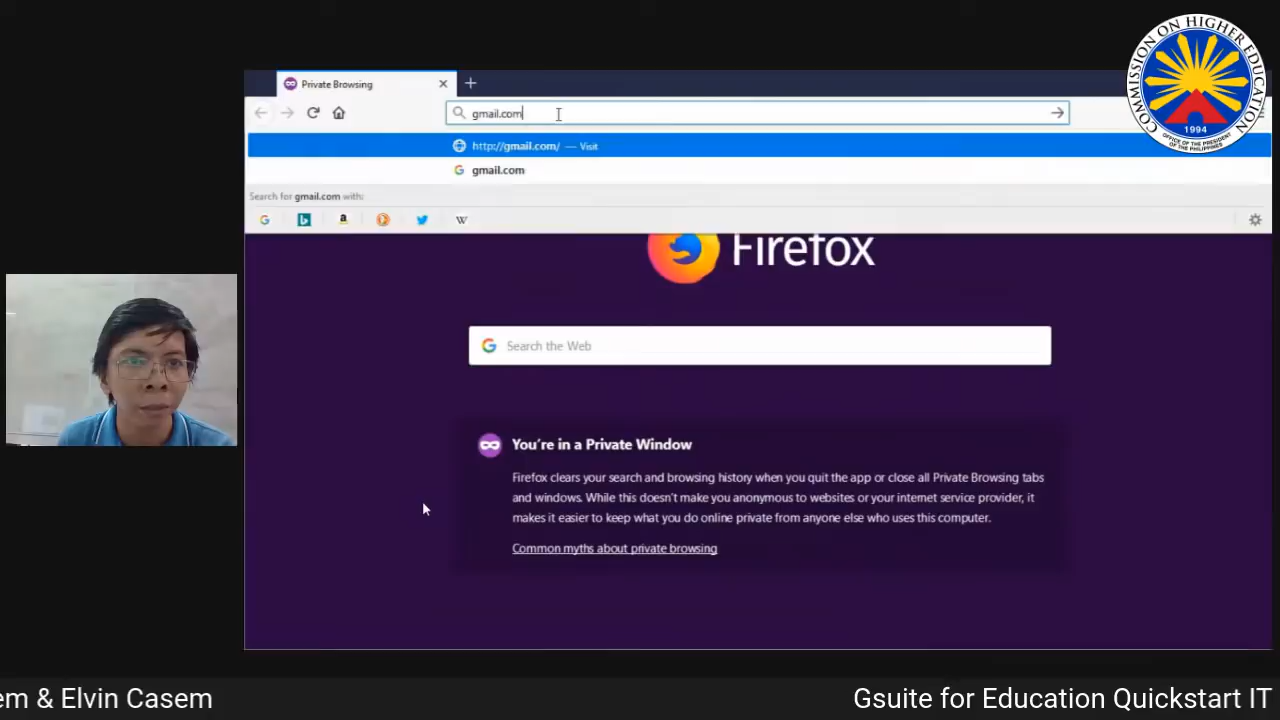 COMMISSION ON HIGHER EDUCATION
1994
OFFICE OF THE PRESIDENT
OF THE PHILIPPINES
Private Browsing
gmail.com
http://gmail.com/ — Visit
gmail.com
Search for gmail.com with:
G
b
a
W
Firefox
G Search the Web
You're in a Private Window
Firefox clears your search and browsing history when you quit the app or close all Private Browsing tabs
and windows. While this doesn't make you anonymous to websites or your internet service provider, it
makes it easier to keep what you do online private from anyone else who uses this computer.
Common myths about private browsing
em & Elvin Casem
Gsuite for Education Quickstart IT